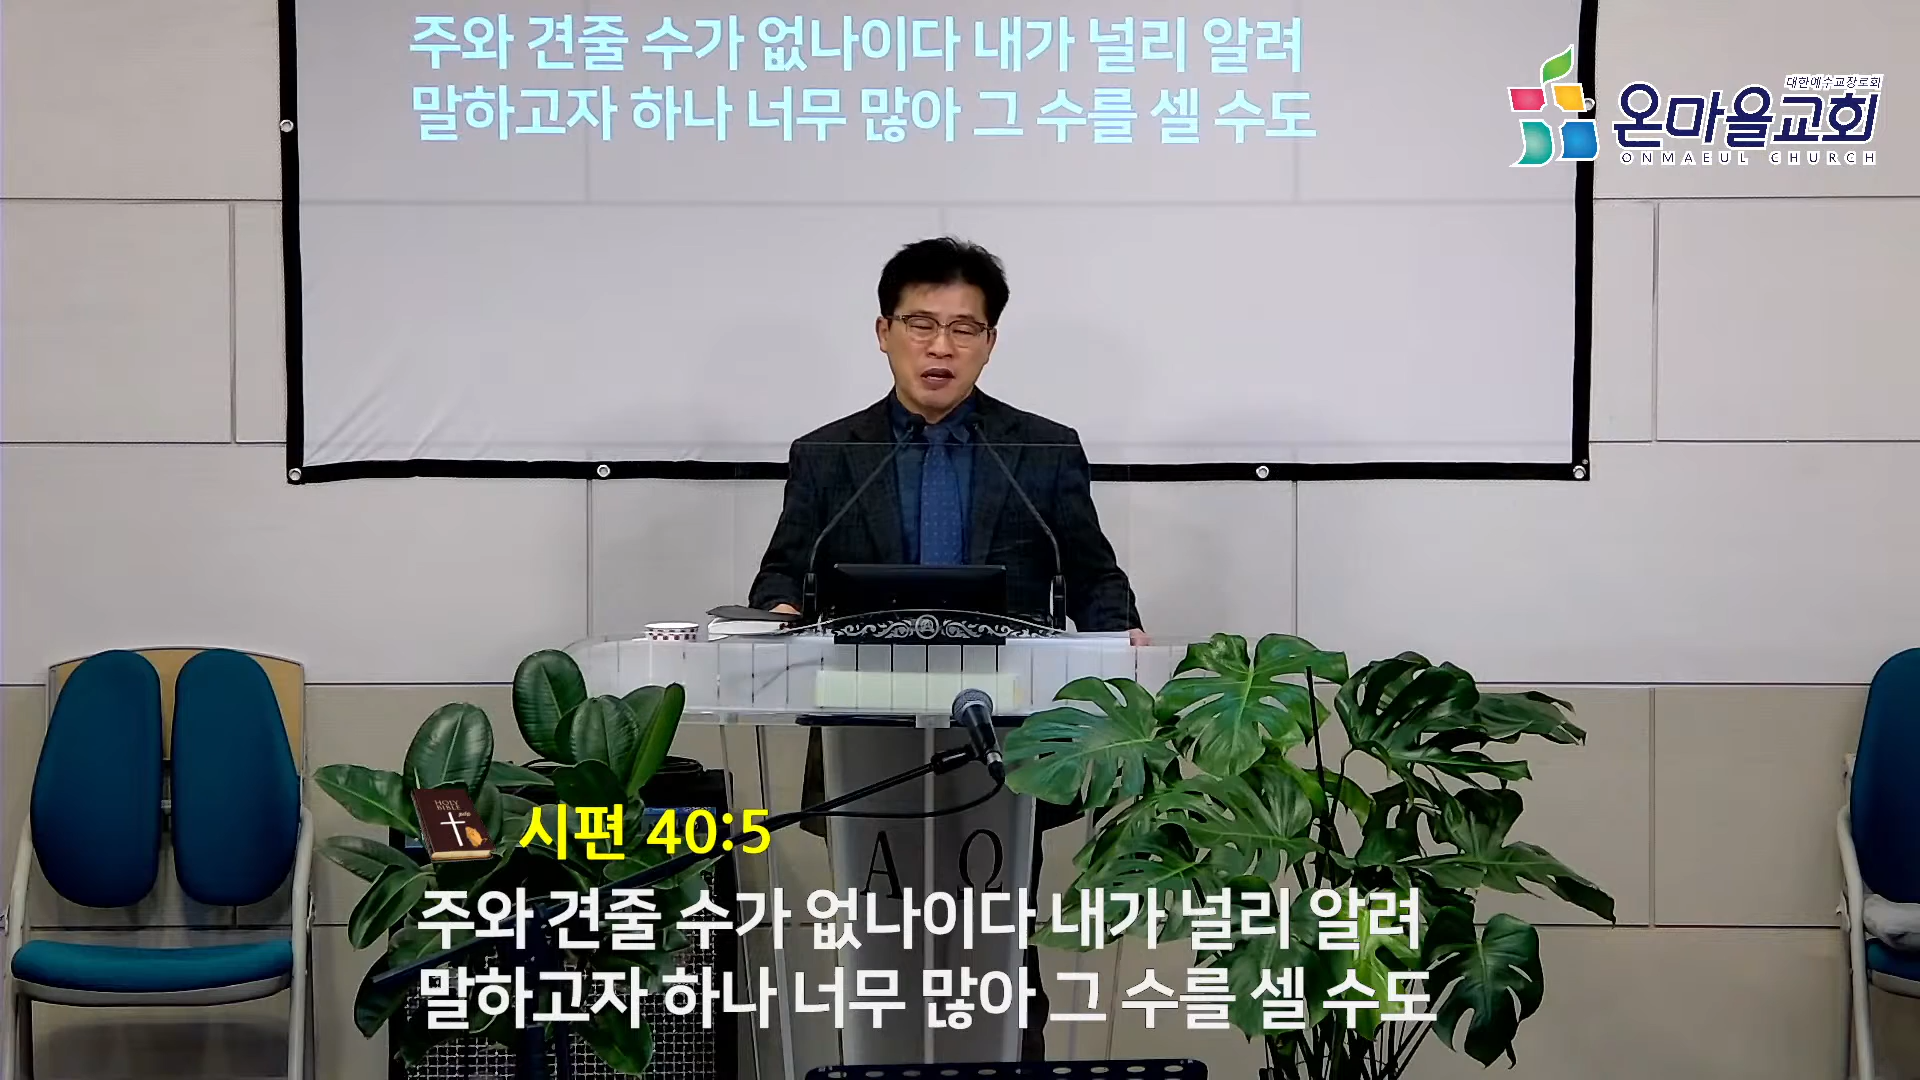 주와 견줄 수가 없나이다 내가 널리 알려
말하고자 하나 너무 많아 그 수를 셀 수도
대한예수교장로회
온마을교회
ONMAEUL CHURCH
HOLY BIBLE
시편 40:5
Α Ω
주와 견줄 수가 없나이다 내가 널리 알려
말하고자 하나 너무 많아 그 수를 셀 수도